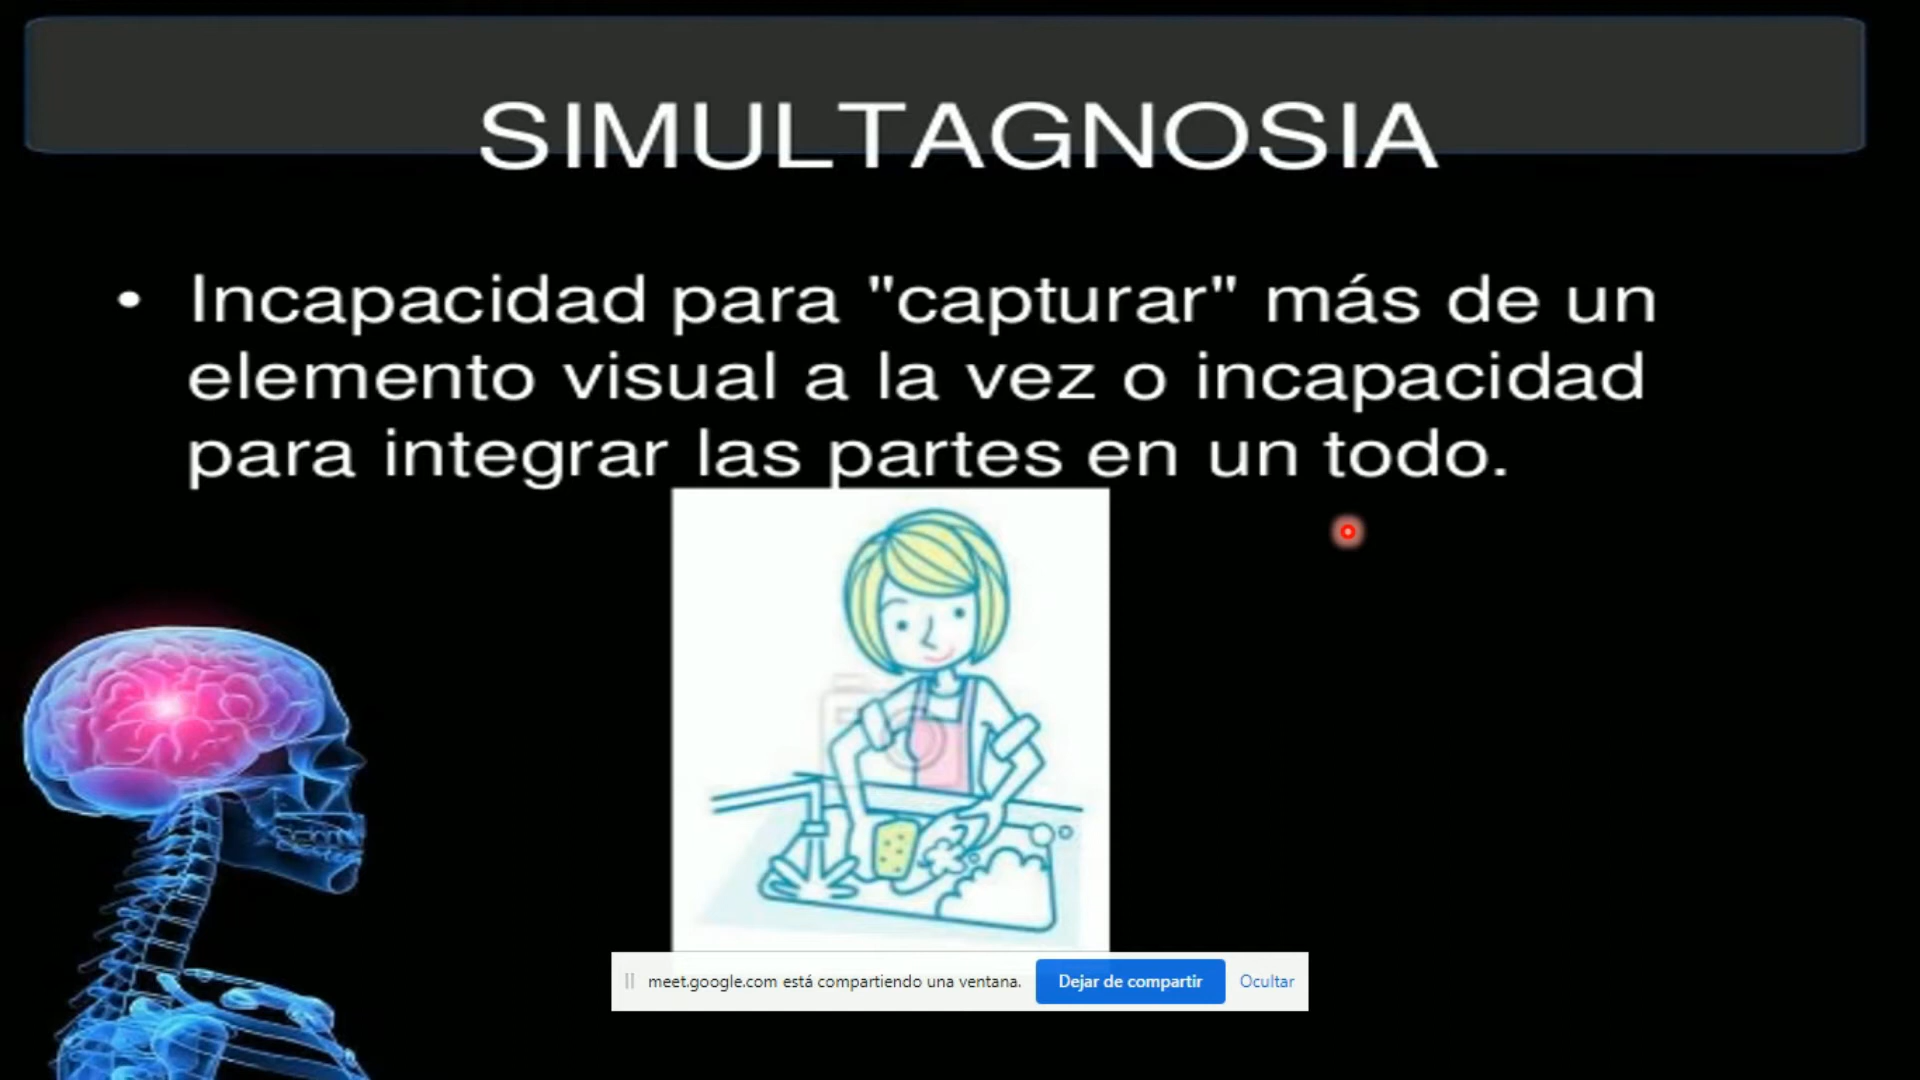 SIMULTAGNOSIA
• Incapacidad para "capturar" más de un
elemento visual a la vez o incapacidad
para integrar las partes en un todo.
meet.google.com está compartiendo una ventana. Dejar de compartir Ocultar